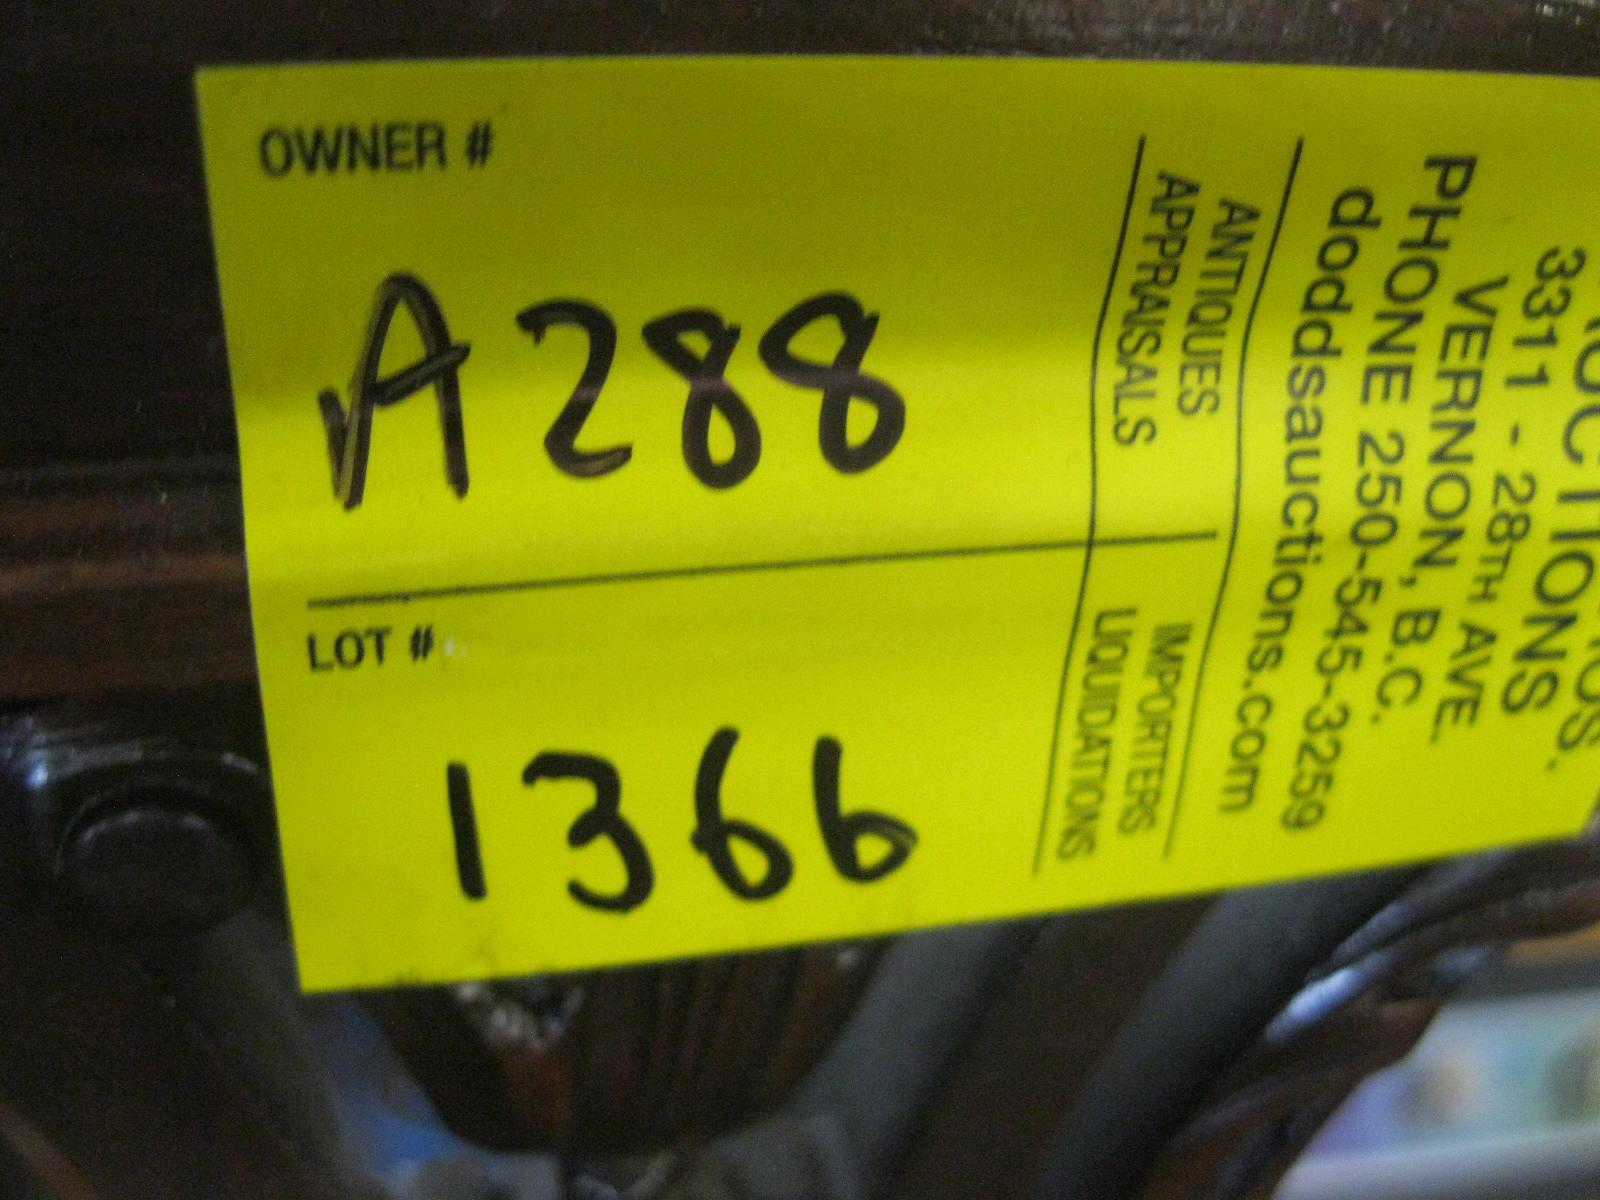 OWNER #
A288
LOT #
1366
3311 - 28TH AVE.
VERNON, B.C.
PHONE 250-545-3259
doddsauctions.com
ANTIQUES
APPRAISALS
IMPORTERS
LIQUIDATIONS